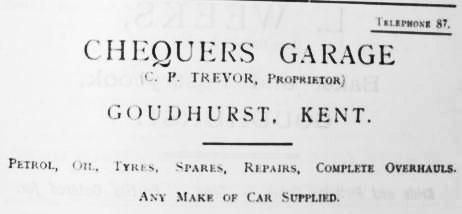 TELEPHONE 87.
CHEQUERS GARAGE
(C. P. TREVOR, PROPRIETOR)
GOUDHURST, KENT.
PETROL, OIL, TYRES, SPARES, REPAIRS, COMPLETE OVERHAULS.
ANY MAKE OF CAR SUPPLIED.